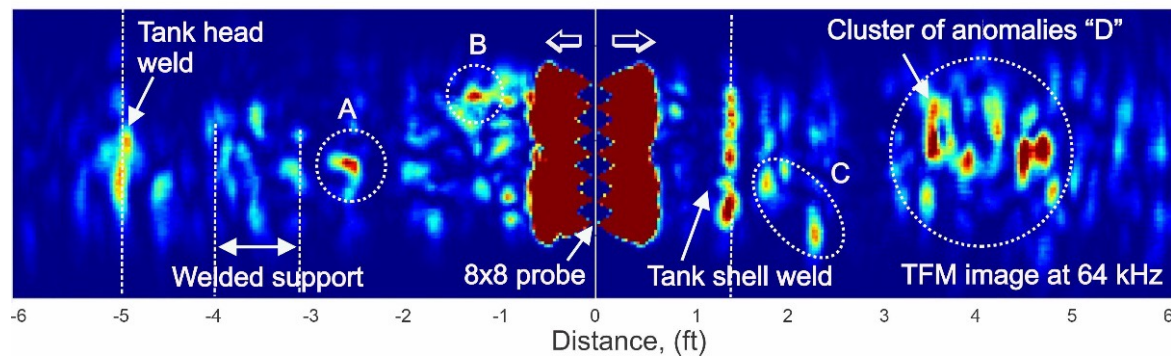 Tank head
weld
A
B
Cluster of anomalies “D”
C
Welded support
8x8 probe
Tank shell weld
TFM image at 64 kHz
-6 -5 -4 -3 -2 -1 0 1 2 3 4 5 6
Distance, (ft)